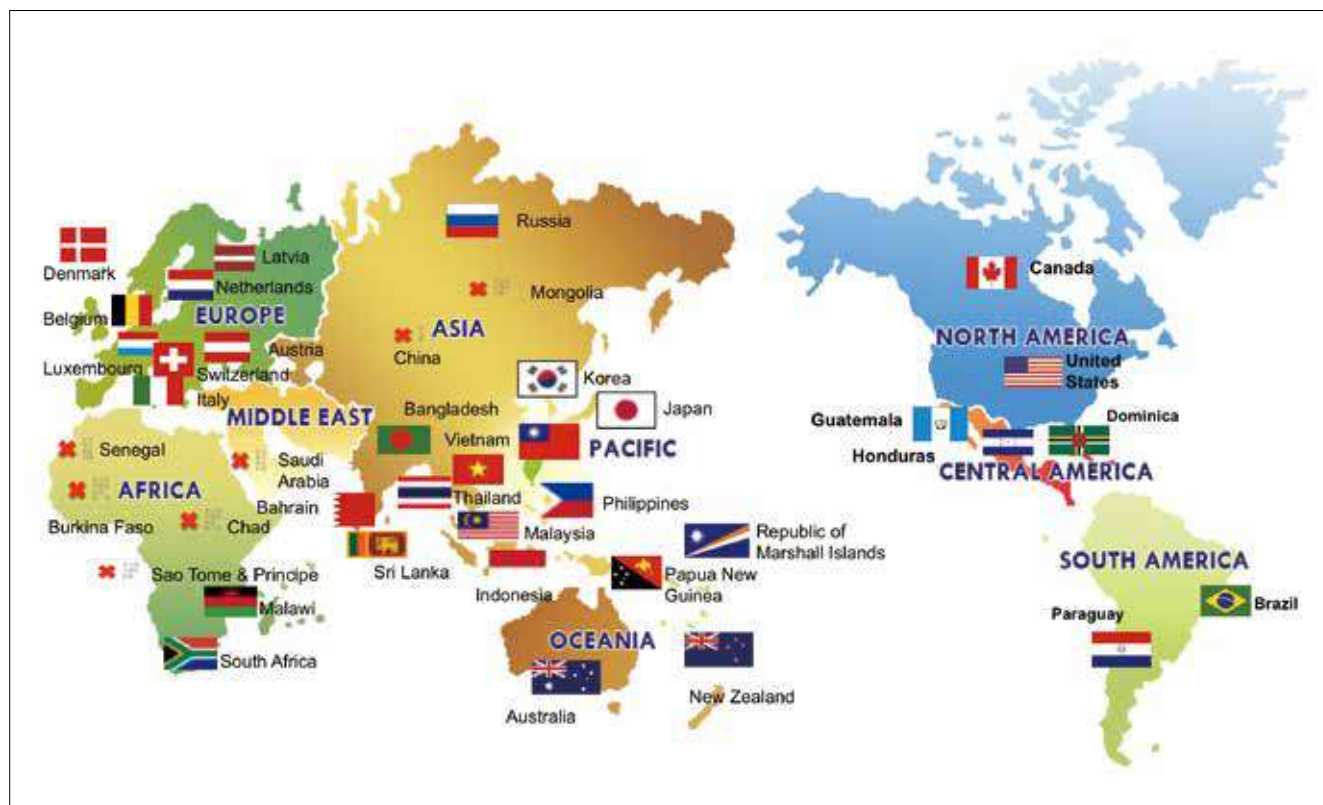 Russia
Denmark
Latvia
Netherlands
Mongolia
Belgium
EUROPE
ASIA
China
Austria
Luxembourg
Switzerland
Italy
Korea
Japan
MIDDLE EAST
Bangladesh
Vietnam
PACIFIC
Senegal
Saudi
Arabia
AFRICA
Bahrain
Thailand
Philippines
Burkina Faso
Chad
Malaysia
Republic of
Marshall Islands
Sri Lanka
Sao Tome & Principe
Indonesia
Papua New
Guinea
Malawi
OCEANIA
South Africa
New Zealand
Australia
Canada
NORTH AMERICA
United
States
Guatemala
Dominica
Honduras
CENTRAL AMERICA
SOUTH AMERICA
Paraguay
Brazil